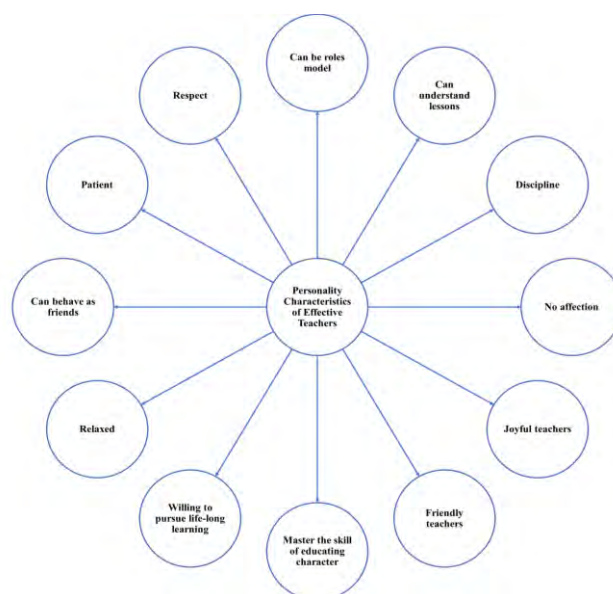 Can be roles
model
Can
understand
lessons
Respect
Discipline
Patient
Personality
Characteristics
of Effective
Teachers
Can behave as
friends
No affection
Relaxed
Joyful teachers
Willing to
pursue life-long
learning
Friendly
teachers
Master the skill
of educating
character